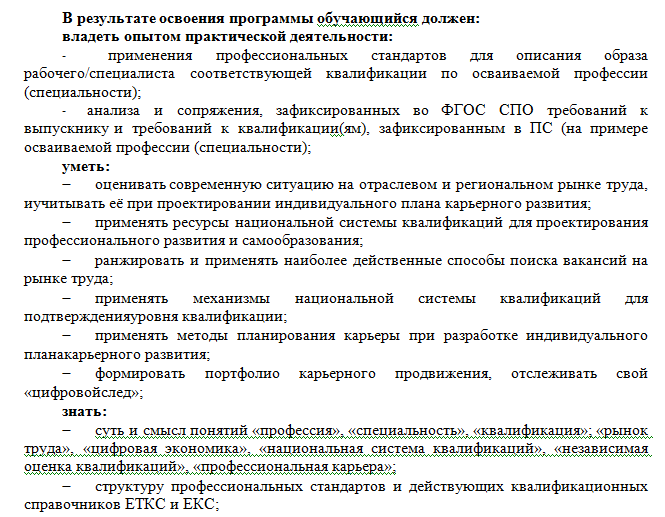 В результате освоения программы обучающийся должен:
владеть опытом практической деятельности:
- применения профессиональных стандартов для описания образа
рабочего/специалиста соответствующей квалификации по осваиваемой профессии
(специальности);
- анализа и сопряжения, зафиксированных во ФГОС СПО требований к
выпускнику и требований к квалификации(ям), зафиксированным в ПС (на примере
осваиваемой профессии (специальности);
уметь:
− оценивать современную ситуацию на отраслевом и региональном рынке труда,
иучитывать её при проектировании индивидуального плана карьерного развития;
− применять ресурсы национальной системы квалификаций для проектирования
профессионального развития и самообразования;
− ранжировать и применять наиболее действенные способы поиска вакансий на
рынке труда;
− применять механизмы национальной системы квалификаций для
подтвержденияуровня квалификации;
− применять методы планирования карьеры при разработке индивидуального
планакарьерного развития;
− формировать портфолио карьерного продвижения, отслеживать свой
«цифровойслед»;
знать:
− суть и смысл понятий «профессия», «специальность», «квалификация»; «рынок
труда», «цифровая экономика», «национальная система квалификаций», «независимая
оценка квалификаций», «профессиональная карьера»;
− структуру профессиональных стандартов и действующих квалификационных
справочников ЕТКС и ЕКС;